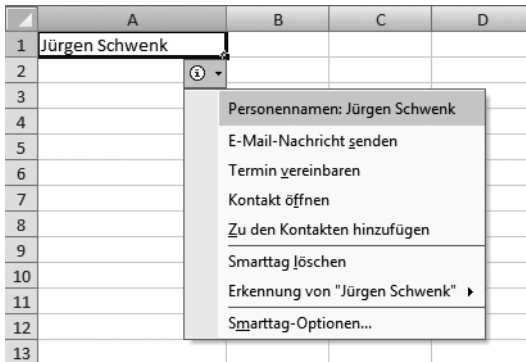 A B C D
1 Jürgen Schwenk
2
3
Personennamen: Jürgen Schwenk
4
E-Mail-Nachricht senden
5
Termin vereinbaren
6
Kontakt öffnen
7
Zu den Kontakten hinzufügen
8
9
Smarttag löschen
10
Erkennung von "Jürgen Schwenk"
11
Smarttag-Optionen...
12
13